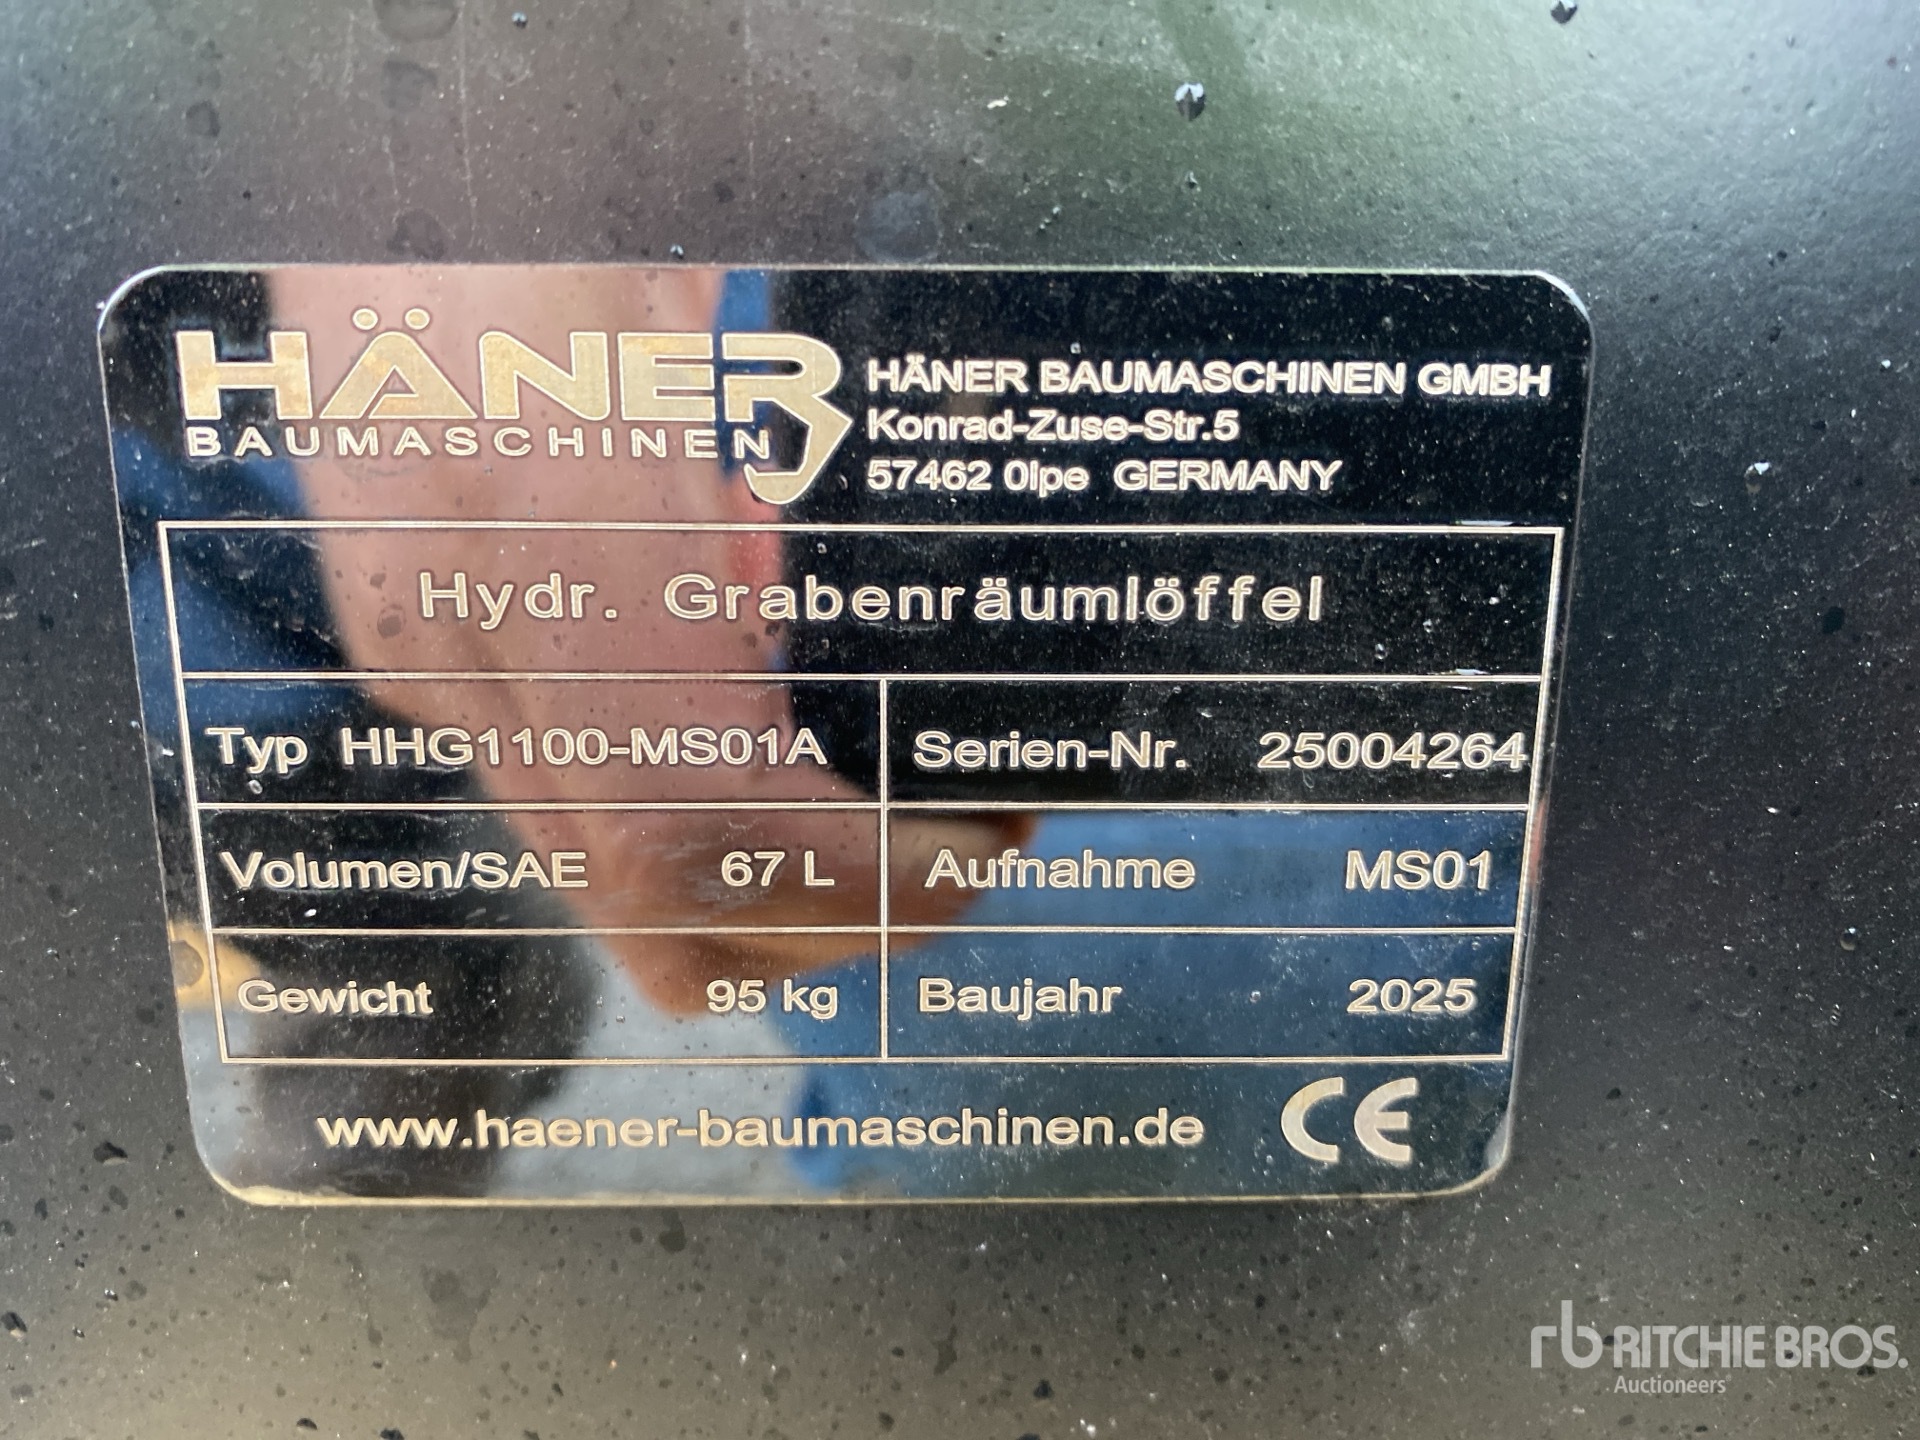 HÄNER
BAUMASCHINEN
HÄNER BAUMASCHINEN GMBH
Konrad-Zuse-Str.5
57462 0lpe GERMANY
Hydr. Grabenräumlöffel
Typ HHG1100-MS01A
Serien-Nr. 25004264
Volumen/SAE 67 L
Aufnahme MS01
Gewicht 95 kg
Baujahr 2025
www.haener-baumaschinen.de CE
rb RITCHIE BROS.
Auctioneers